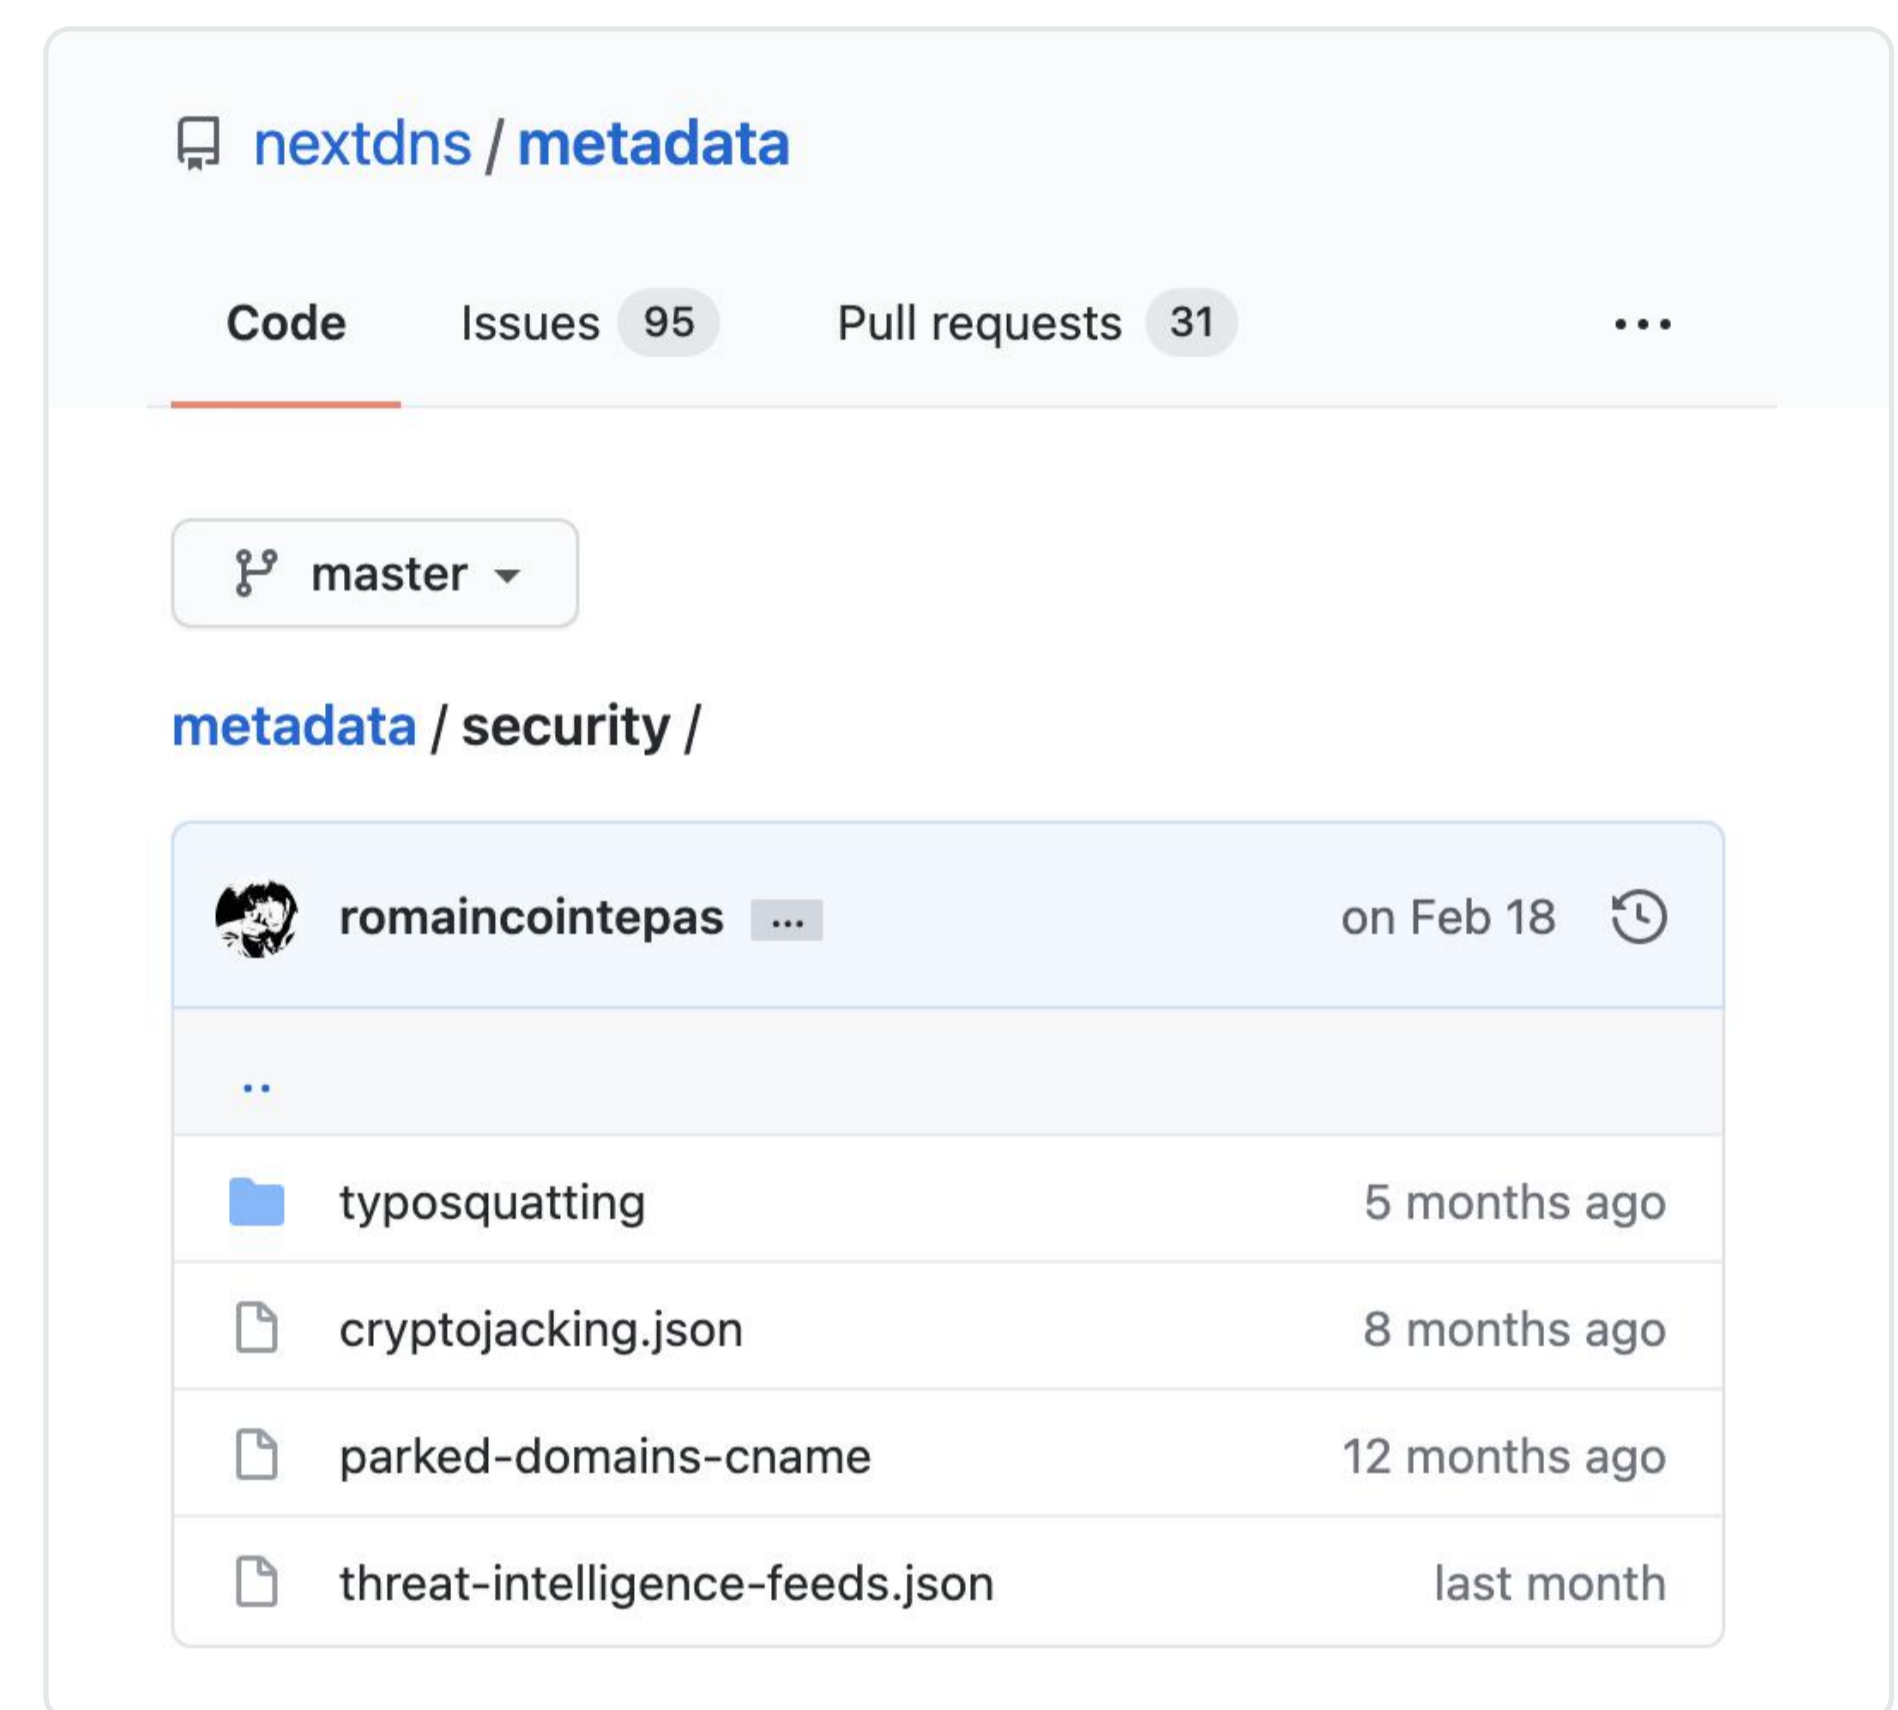 nextdns / metadata
Code Issues 95 Pull requests 31 ...
master
metadata / security /
romaincointepas ... on Feb 18
..
typosquatting 5 months ago
cryptojacking.json 8 months ago
parked-domains-cname 12 months ago
threat-intelligence-feeds.json last month